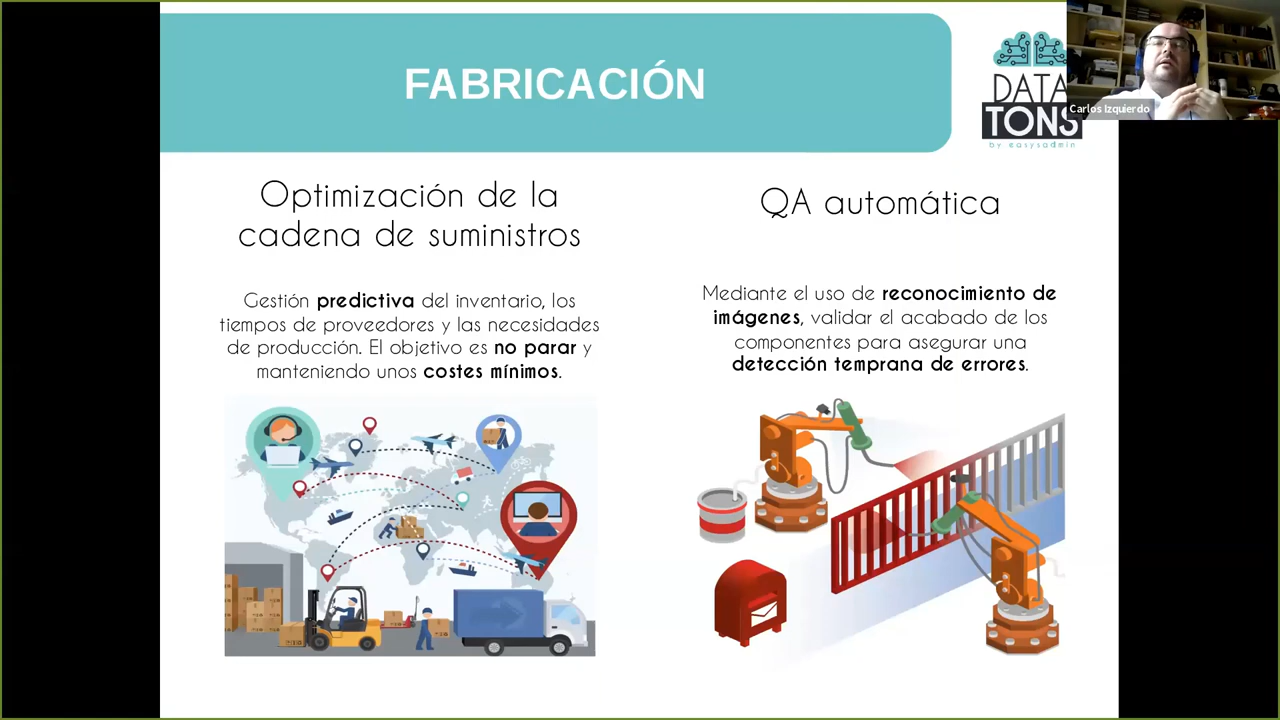 FABRICACIÓN
DATA
TONS
by easysadmin
Carlos Izquierdo
Optimización de la
cadena de suministros
Gestión predictiva del inventario, los
tiempos de proveedores y las necesidades
de producción. El objetivo es no parar y
manteniendo unos costes mínimos.
QA automática
Mediante el uso de reconocimiento de
imágenes, validar el acabado de los
componentes para asegurar una
detección temprana de errores.